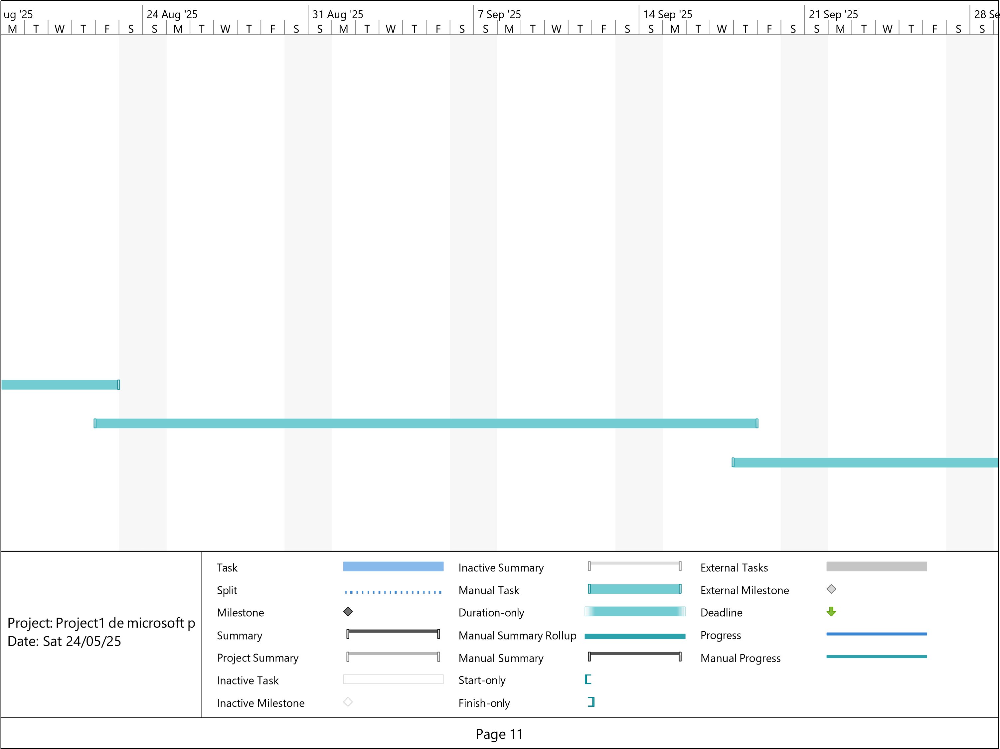 ug '25 24 Aug '25 31 Aug '25 7 Sep '25 14 Sep '25 21 Sep '25 28 Se
M T W T F S S M T W T F S S M T W T F S S M T W T F S S M T W T F S S M T W T F S S
Task Inactive Summary External Tasks
Split Manual Task External Milestone
Milestone Duration-only Deadline
Summary Manual Summary Rollup Progress
Project Summary Manual Summary Manual Progress
Inactive Task Start-only
Inactive Milestone Finish-only
Project: Project1 de microsoft p
Date: Sat 24/05/25
Page 11